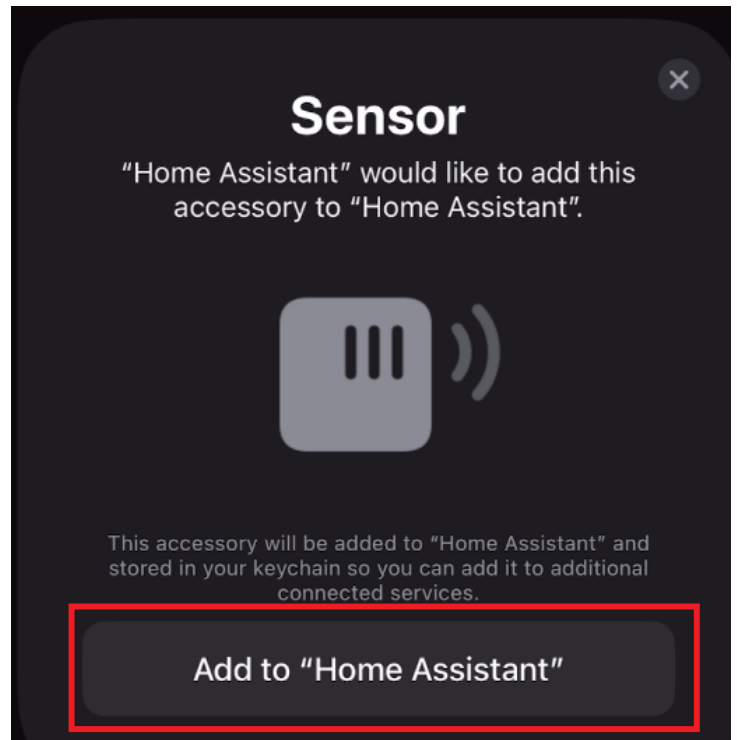 Sensor
“Home Assistant” would like to add this
accessory to “Home Assistant”.
This accessory will be added to “Home Assistant” and
stored in your keychain so you can add it to additional
connected services.
Add to “Home Assistant”